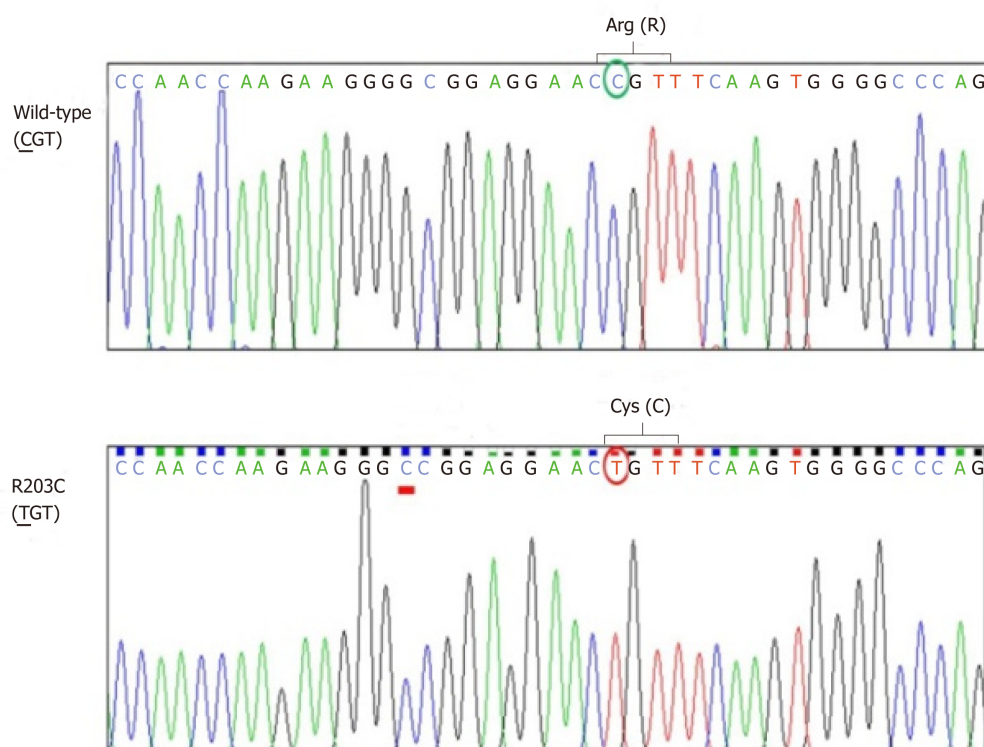 Arg (R)
C C A A C C A A G A A G G G G C G G A G G A A C C G T T T C A A G T G G G G C C C A G
Wild-type
(CGT)
Cys (C)
C C A A C C A A G A A G G G C C G G A G G A A C T G T T T C A A G T G G G G C C C A G
R203C
(TGT)